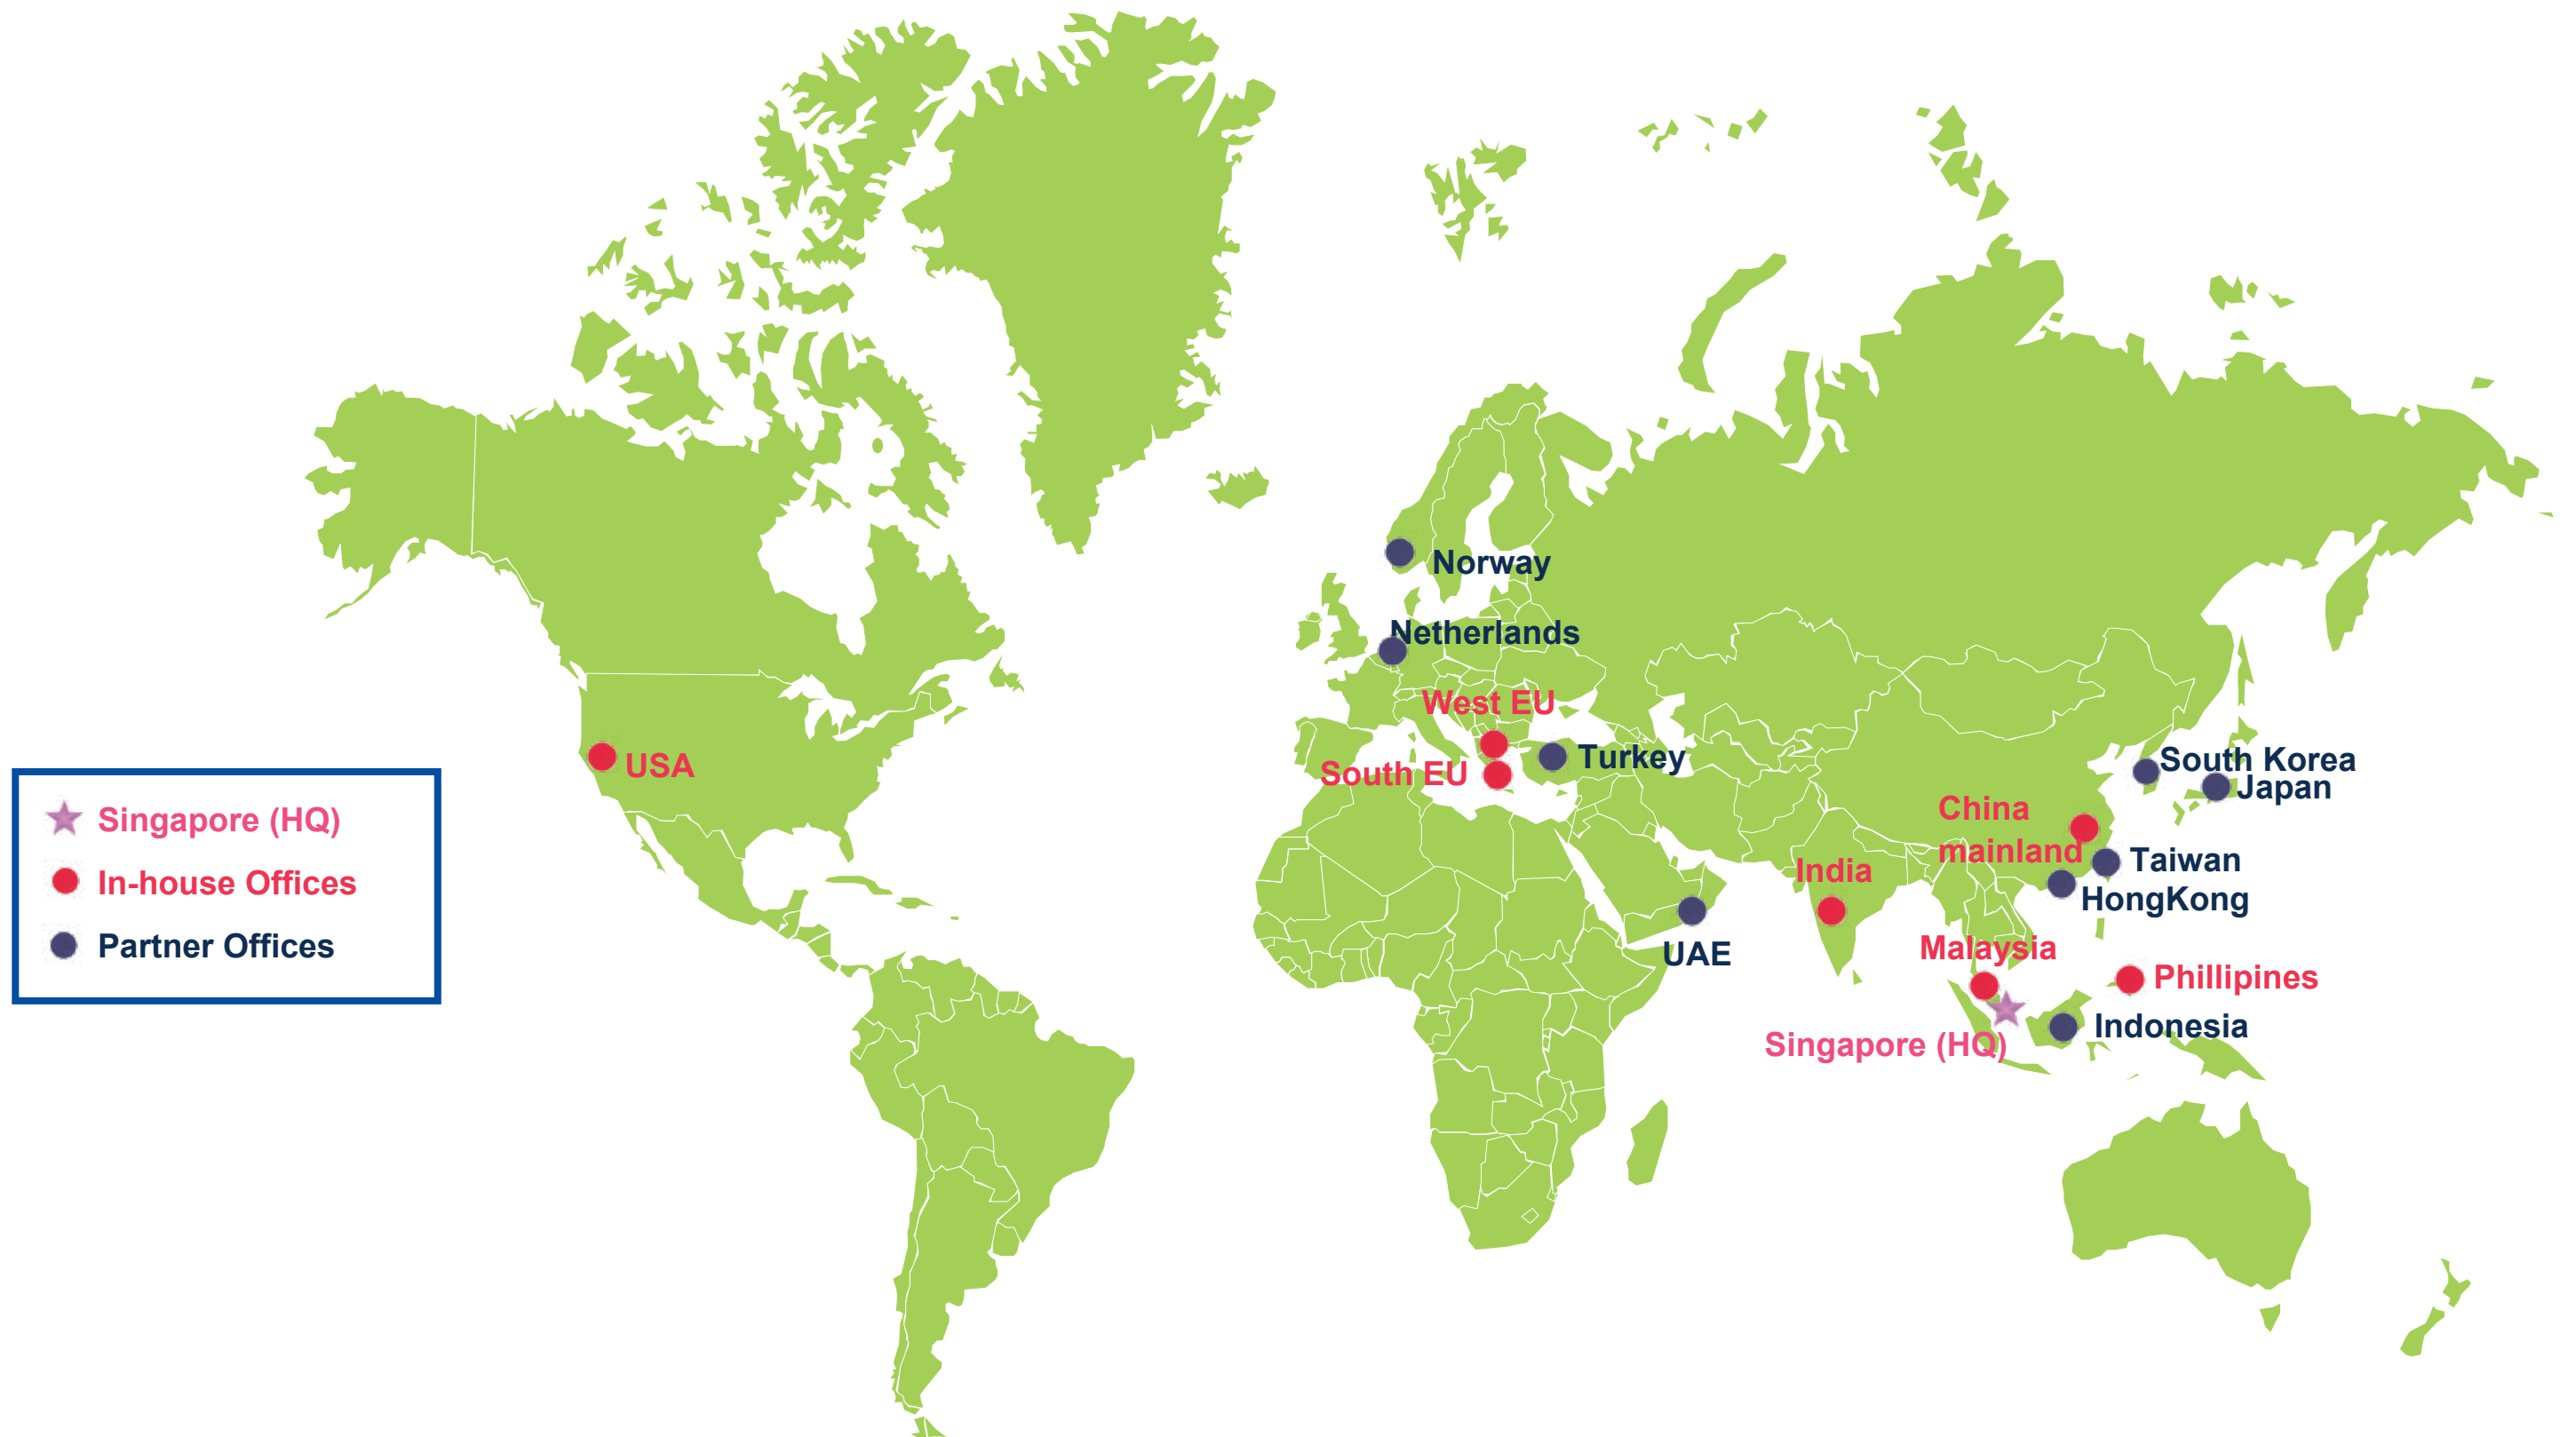 Norway
Netherlands
West EU
South EU
Turkey
USA
South Korea
Japan
China
mainland
Taiwan
India
HongKong
UAE
Malaysia
Phillipines
Indonesia
Singapore (HQ)
Singapore (HQ)
In-house Offices
Partner Offices